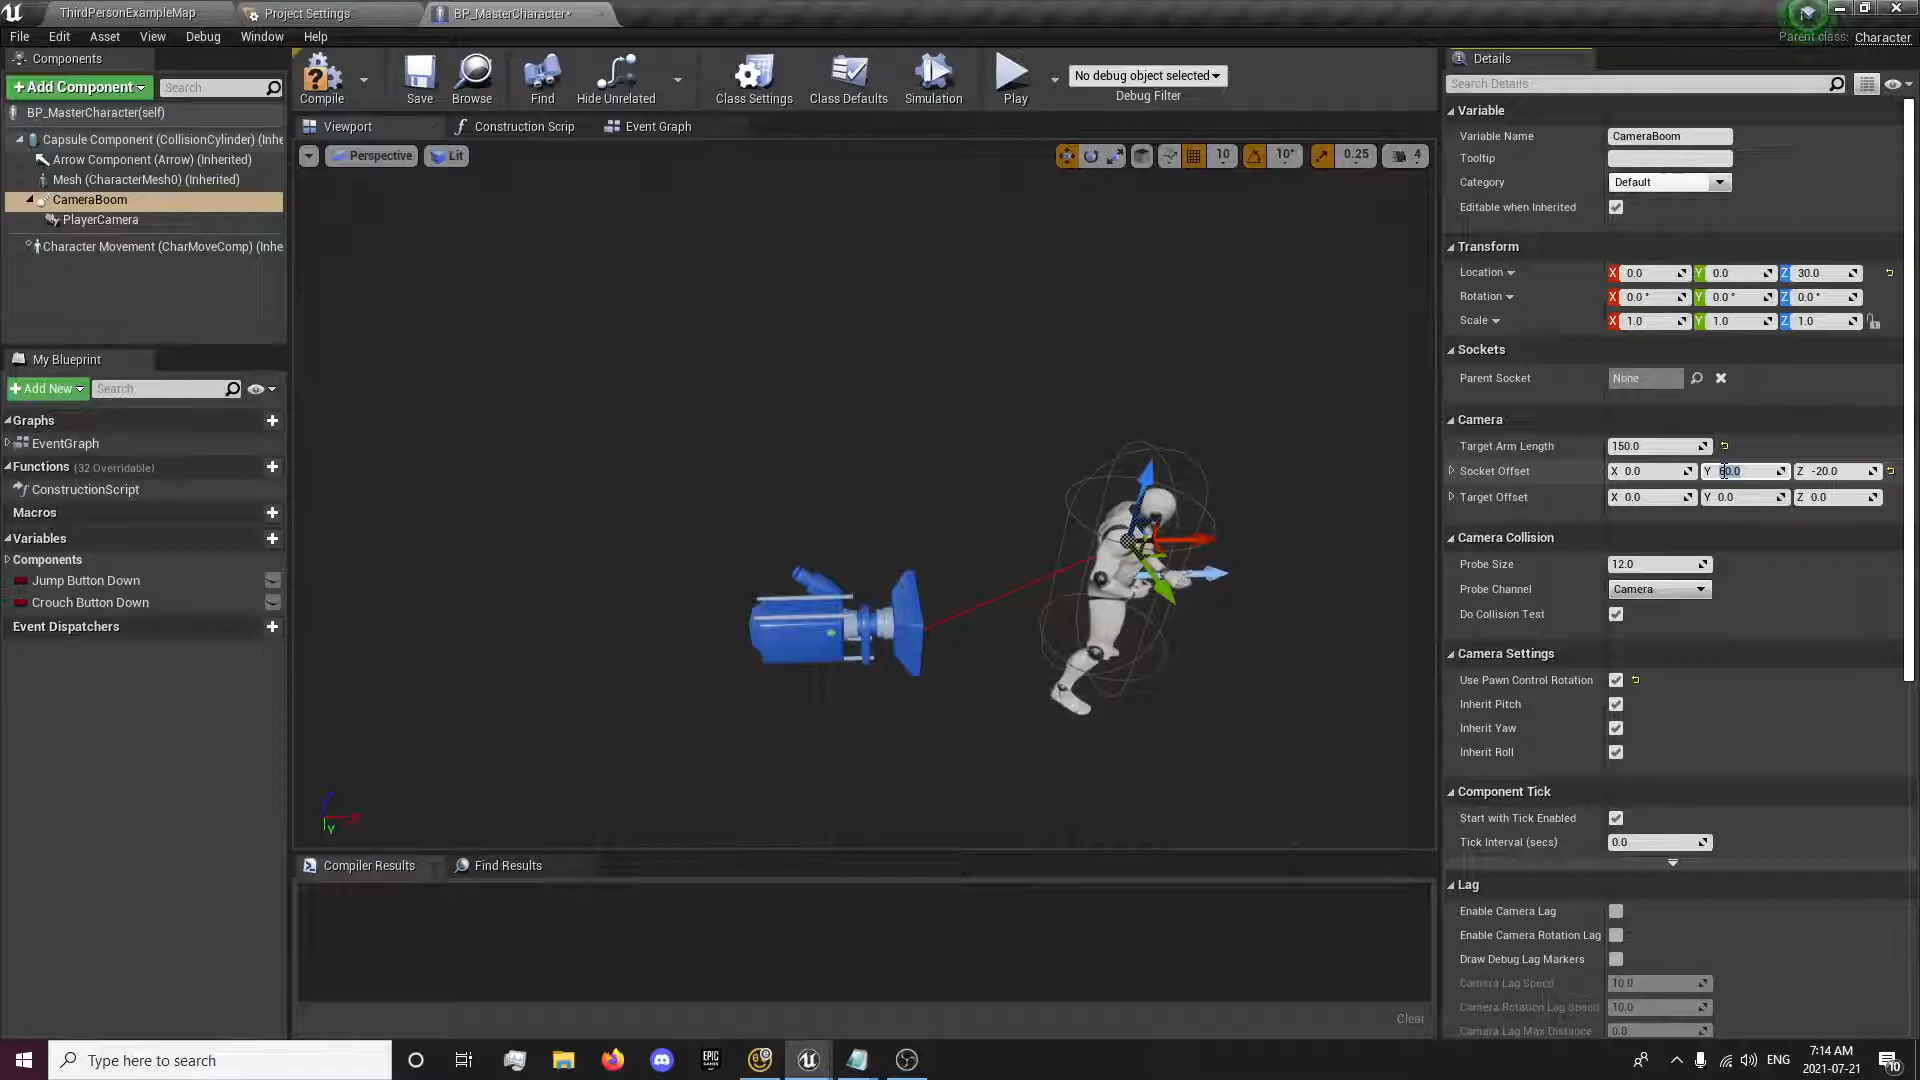 ThirdPersonExampleMap
Project Settings
BP_MasterCharacter*
File Edit Asset View Debug Window Help
Parent class: Character
Components
+Add Component
Search
BP_MasterCharacter(self)
Capsule Component (CollisionCylinder) (Inhe
Arrow Component (Arrow) (Inherited)
Mesh (CharacterMesh0) (Inherited)
CameraBoom
PlayerCamera
Character Movement (CharMoveComp) (Inhe
My Blueprint
+Add New
Search
Graphs
EventGraph
Functions (32 Overridable)
ConstructionScript
Macros
Variables
Components
Jump Button Down
Crouch Button Down
Event Dispatchers
Compile
Save
Browse
Find
Hide Unrelated
Class Settings
Class Defaults
Simulation
Play
No debug object selected
Debug Filter
Viewport
Construction Scrip
Event Graph
Perspective
Lit
10
10°
0.25
4
Z
Y
Compiler Results
Find Results
Clear
Details
Search Details
Variable
Variable Name CameraBoom
Tooltip
Category Default
Editable when Inherited
Transform
Location X 0.0 Y 0.0 Z 30.0
Rotation X 0.0 ° Y 0.0 ° Z 0.0 °
Scale X 1.0 Y 1.0 Z 1.0
Sockets
Parent Socket None
Camera
Target Arm Length 150.0
Socket Offset X 0.0 Y 60.0 Z -20.0
Target Offset X 0.0 Y 0.0 Z 0.0
Camera Collision
Probe Size 12.0
Probe Channel Camera
Do Collision Test
Camera Settings
Use Pawn Control Rotation
Inherit Pitch
Inherit Yaw
Inherit Roll
Component Tick
Start with Tick Enabled
Tick Interval (secs) 0.0
Lag
Enable Camera Lag
Enable Camera Rotation Lag
Draw Debug Lag Markers
Camera Lag Speed 10.0
Camera Rotation Lag Speed 10.0
Camera Lag Max Distance 0.0
Type here to search
EPIC GAMES
ENG
7:14 AM
2021-07-21
10